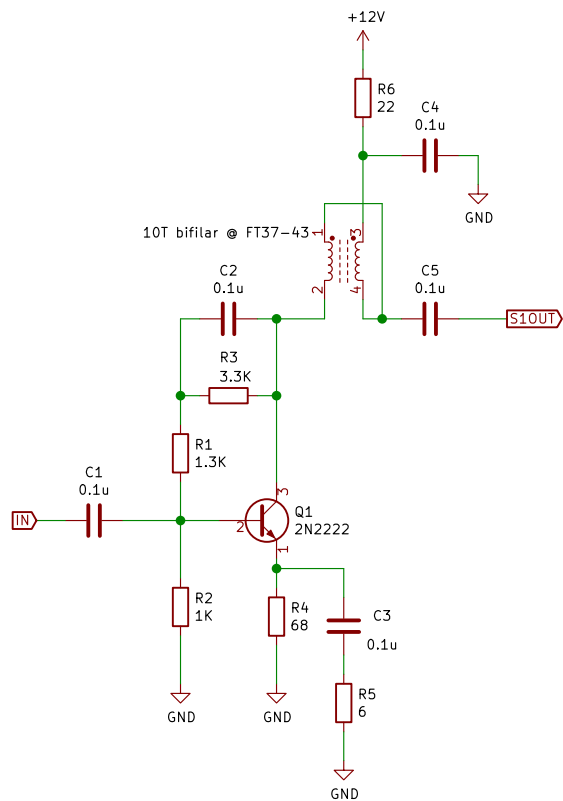 +12V
R6
22
C4
0.1u
GND
10T bifilar @ FT37-43
1
3
2
4
C2
0.1u
C5
0.1u
S1OUT
R3
3.3K
R1
1.3K
C1
0.1u
IN
3
2
1
Q1
2N2222
R2
1K
R4
68
C3
0.1u
R5
6
GND
GND
GND